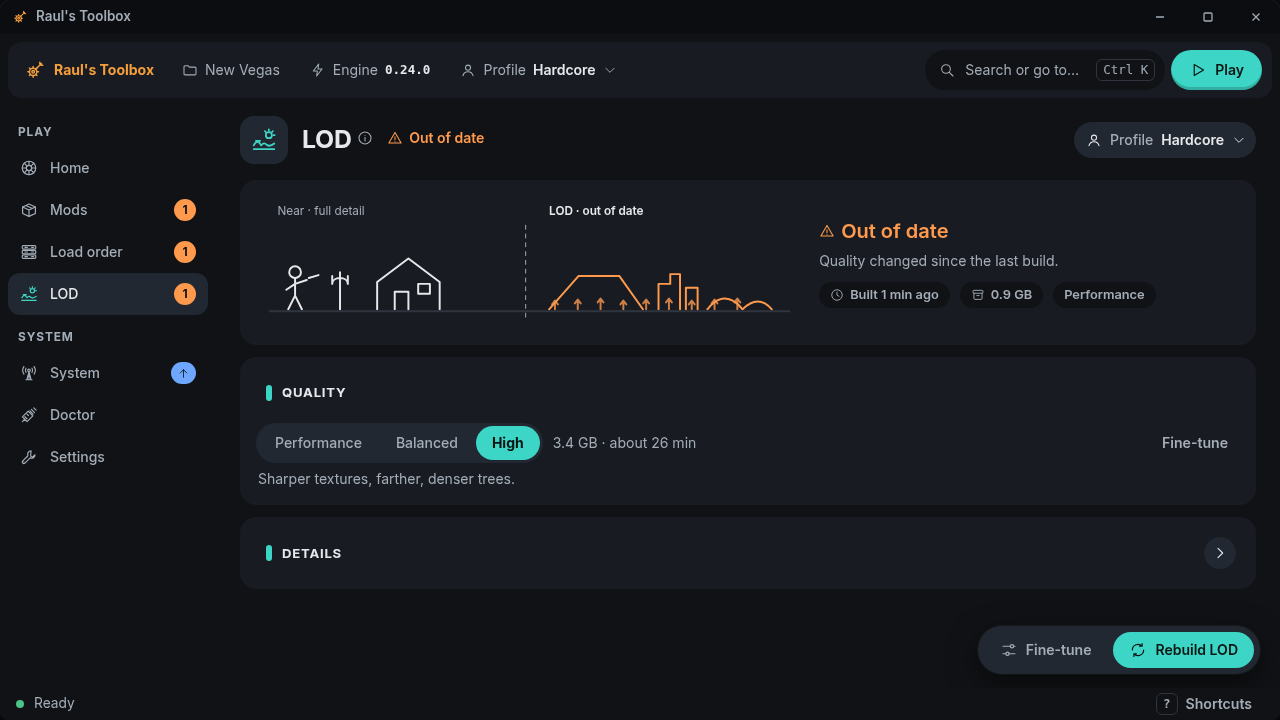 Raul's Toolbox
Raul's Toolbox
New Vegas
Engine 0.24.0
Profile Hardcore
Search or go to...
Ctrl K
Play
PLAY
Home
Mods 1
Load order 1
LOD 1
SYSTEM
System
Doctor
Settings
LOD
Out of date
Profile Hardcore
Near · full detail
LOD · out of date
Out of date
Quality changed since the last build.
Built 1 min ago
0.9 GB
Performance
QUALITY
Performance
Balanced
High
3.4 GB · about 26 min
Fine-tune
Sharper textures, farther, denser trees.
DETAILS
Fine-tune
Rebuild LOD
Ready
? Shortcuts